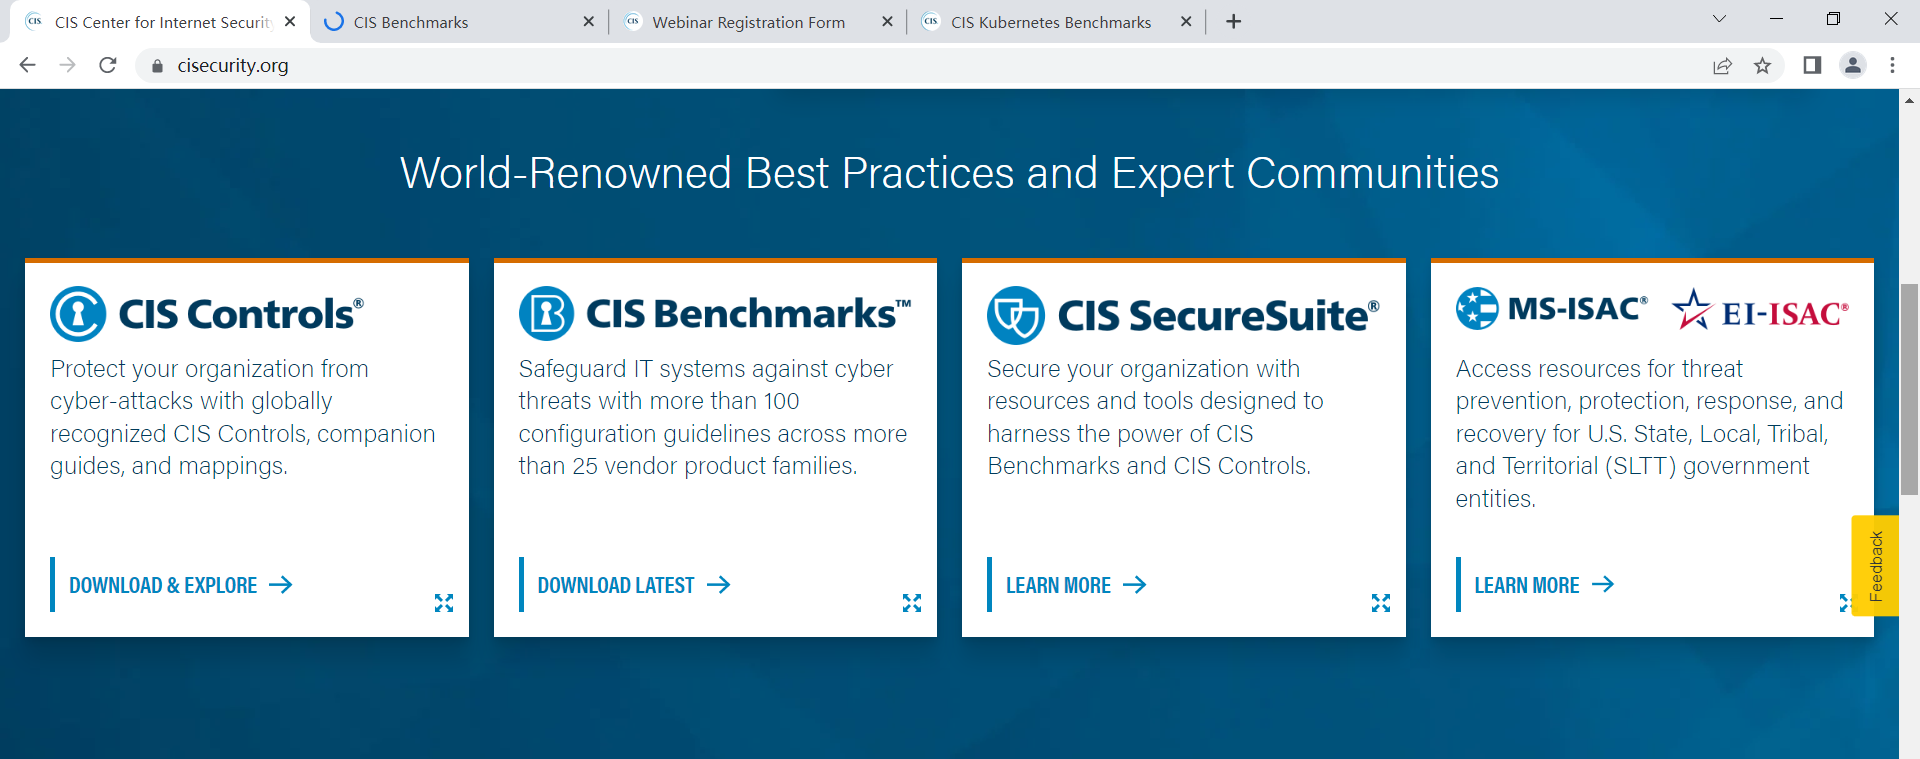 CIS Center for Internet Security
CIS Benchmarks
Webinar Registration Form
CIS Kubernetes Benchmarks
cisecurity.org
World-Renowned Best Practices and Expert Communities
CIS Controls®
Protect your organization from
cyber-attacks with globally
recognized CIS Controls, companion
guides, and mappings.
DOWNLOAD & EXPLORE
CIS Benchmarks™
Safeguard IT systems against cyber
threats with more than 100
configuration guidelines across more
than 25 vendor product families.
DOWNLOAD LATEST
CIS SecureSuite®
Secure your organization with
resources and tools designed to
harness the power of CIS
Benchmarks and CIS Controls.
LEARN MORE
MS-ISAC® EI-ISAC®
Access resources for threat
prevention, protection, response, and
recovery for U.S. State, Local, Tribal,
and Territorial (SLTT) government
entities.
LEARN MORE
Feedback